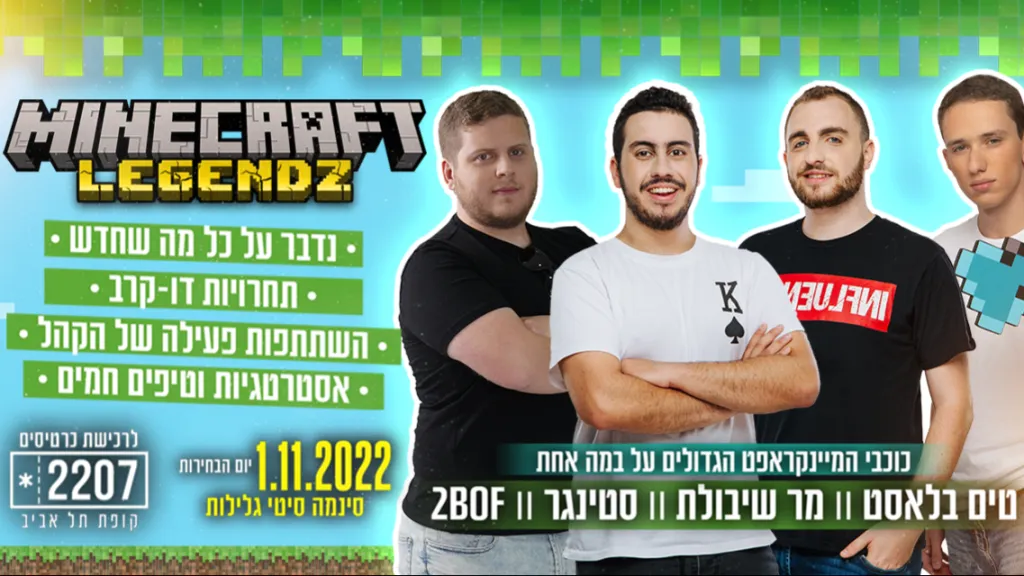 MINECRAFT
LEGENDZ
• נדבר על כל מה שחדש •
• תחרויות דו-קרב •
• השתתפות פעילה של הקהל •
• אסטרטגיות וטיפים חמים •
לרכישת כרטיסים
*2207
קופת תל אביב
1.11.2022 יום הבחירות
סינמה סיטי גלילות
K
INFLUEN
כוכבי המיינקראפט הגדולים על במה אחת
טים בלאסט || מר שיבולת || סטינגר || 2BOF